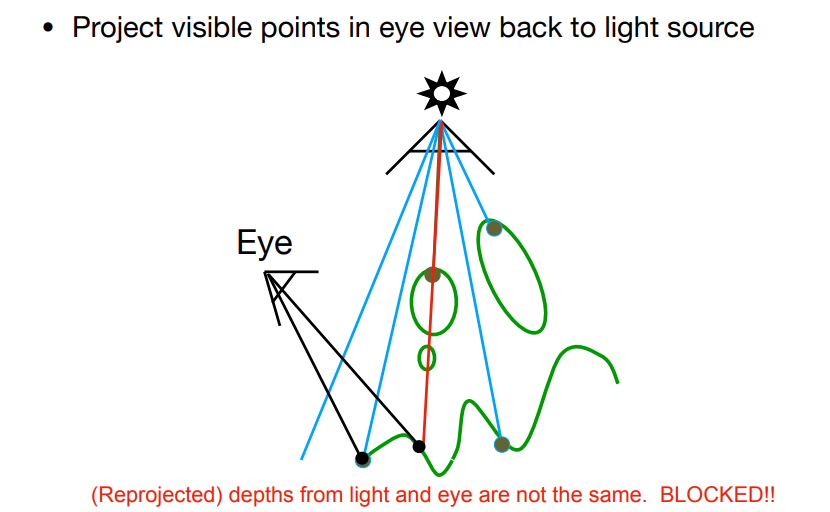 • Project visible points in eye view back to light source
Eye
(Reprojected) depths from light and eye are not the same. BLOCKED!!